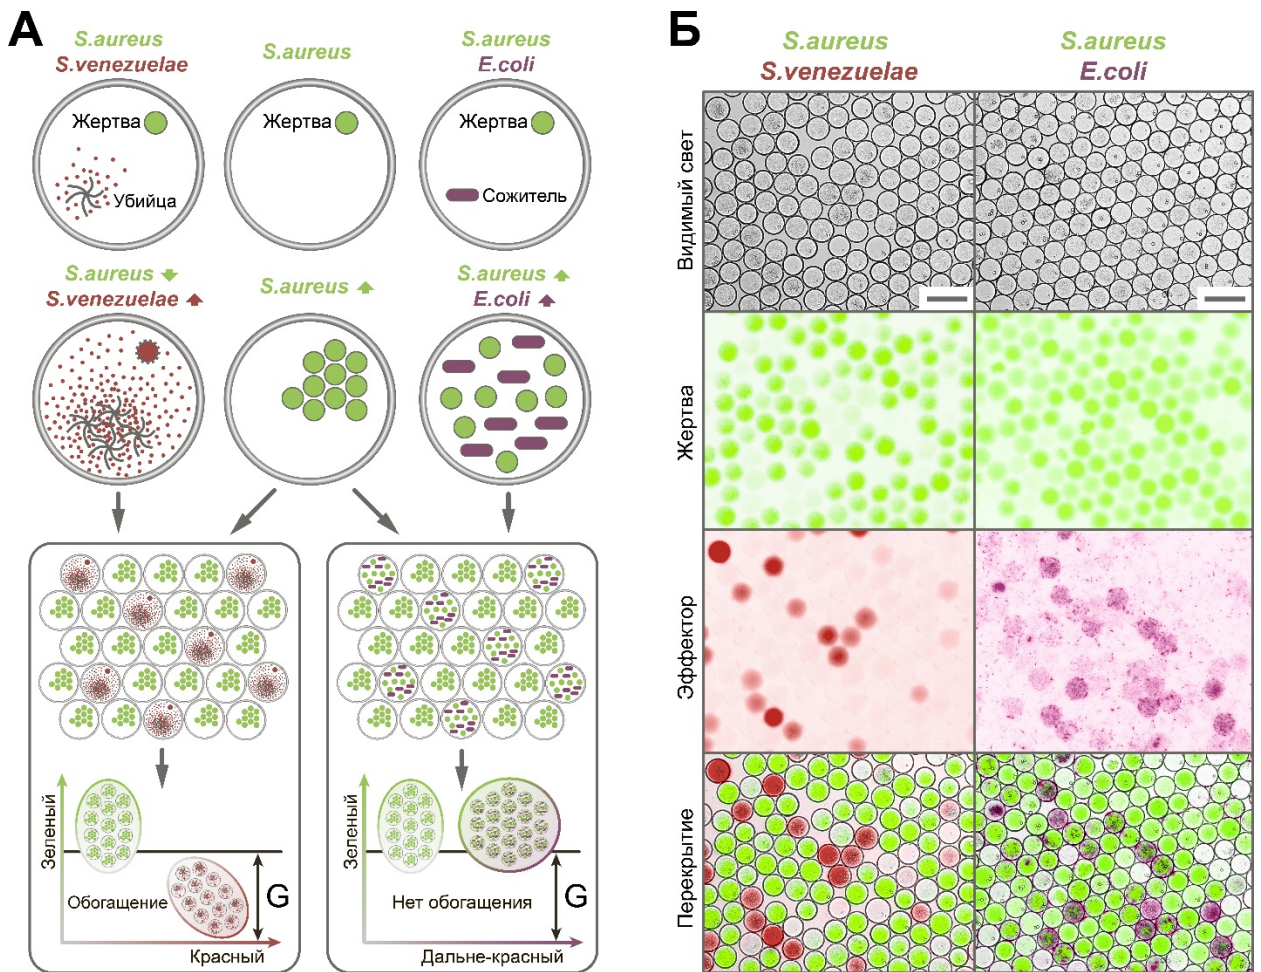 А
S.aureus
S.venezuelae
S.aureus
S.aureus
E.coli
Жертва
Убийца
Жертва
Жертва
Сожитель
S.aureus
S.venezuelae
S.aureus
S.aureus
E.coli
Зеленый
Обогащение
G
Красный
Зеленый
Нет обогащения
G
Дальне-красный
Б
S.aureus
S.venezuelae
S.aureus
E.coli
Видимый свет
Жертва
Эффектор
Перекрытие